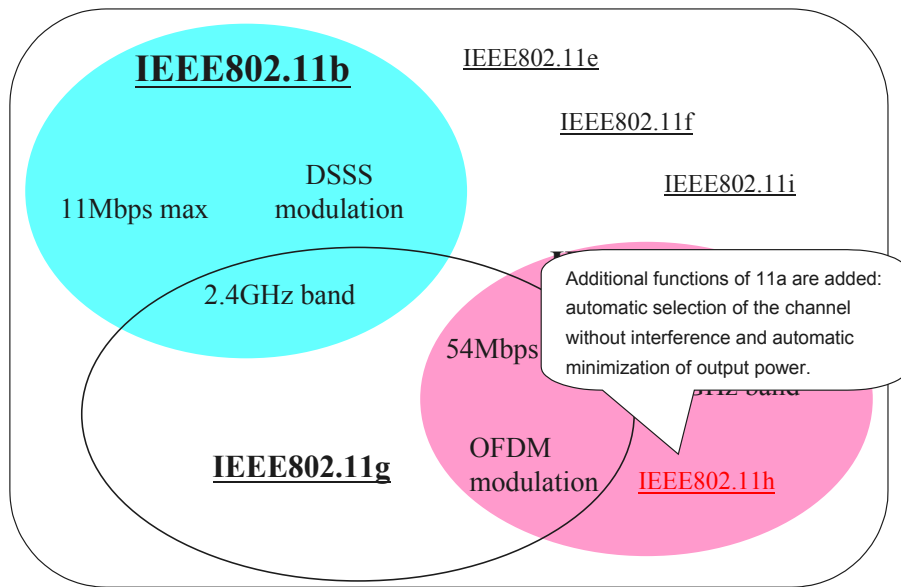 IEEE802.11b
IEEE802.11e
IEEE802.11f
IEEE802.11i
DSSS
modulation
11Mbps max
2.4GHz band
Additional functions of 11a are added:
automatic selection of the channel
without interference and automatic
minimization of output power.
54Mbps
band
IEEE802.11g
OFDM
modulation
IEEE802.11h